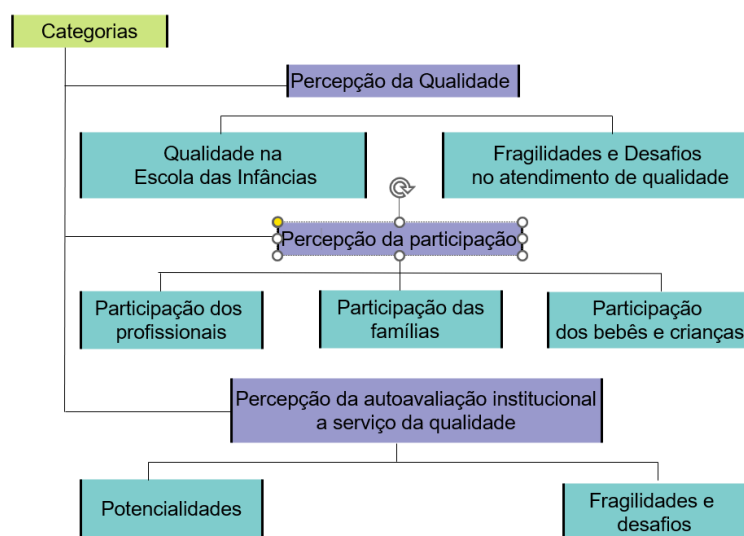 Categorias
Percepção da Qualidade
Qualidade na
Escola das Infâncias
Fragilidades e Desafios
no atendimento de qualidade
Percepção da participação
Participação dos
profissionais
Participação das
famílias
Participação
dos bebês e crianças
Percepção da autoavaliação institucional
a serviço da qualidade
Potencialidades
Fragilidades e
desafios